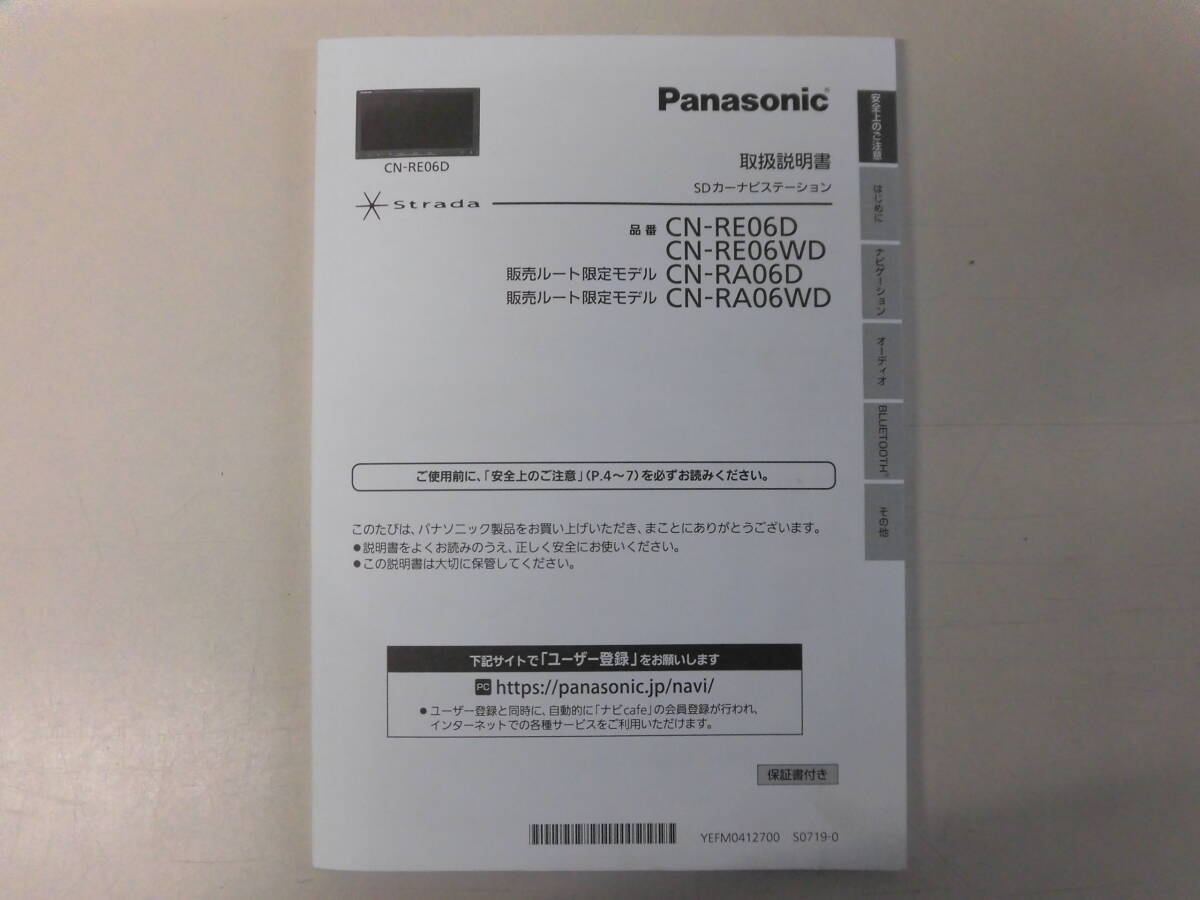 Panasonic®
CN-RE06D
取扱説明書
SDカーナビステーション
Strada
品番 CN-RE06D
CN-RE06WD
販売ルート限定モデル CN-RA06D
販売ルート限定モデル CN-RA06WD
ご使用前に、「安全上のご注意」(P.4～7)を必ずお読みください。
このたびは、パナソニック製品をお買い上げいただき、まことにありがとうございます。
●説明書をよくお読みのうえ、正しく安全にお使いください。
●この説明書は大切に保管してください。
下記サイトで「ユーザー登録」をお願いします
PC https://panasonic.jp/navi/
●ユーザー登録と同時に、自動的に「ナビcafe」の会員登録が行われ、
インターネットでの各種サービスをご利用いただけます。
保証書付き
YEFM0412700 S0719-0
安全上のご注意
はじめに
ナビゲーション
オーディオ
BLUETOOTH®
その他